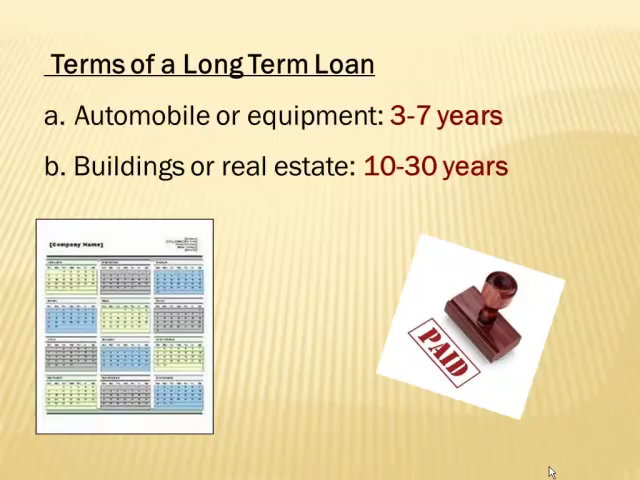 Terms of a Long Term Loan
a. Automobile or equipment: 3-7 years
b. Buildings or real estate: 10-30 years
[Company Name]
PAID